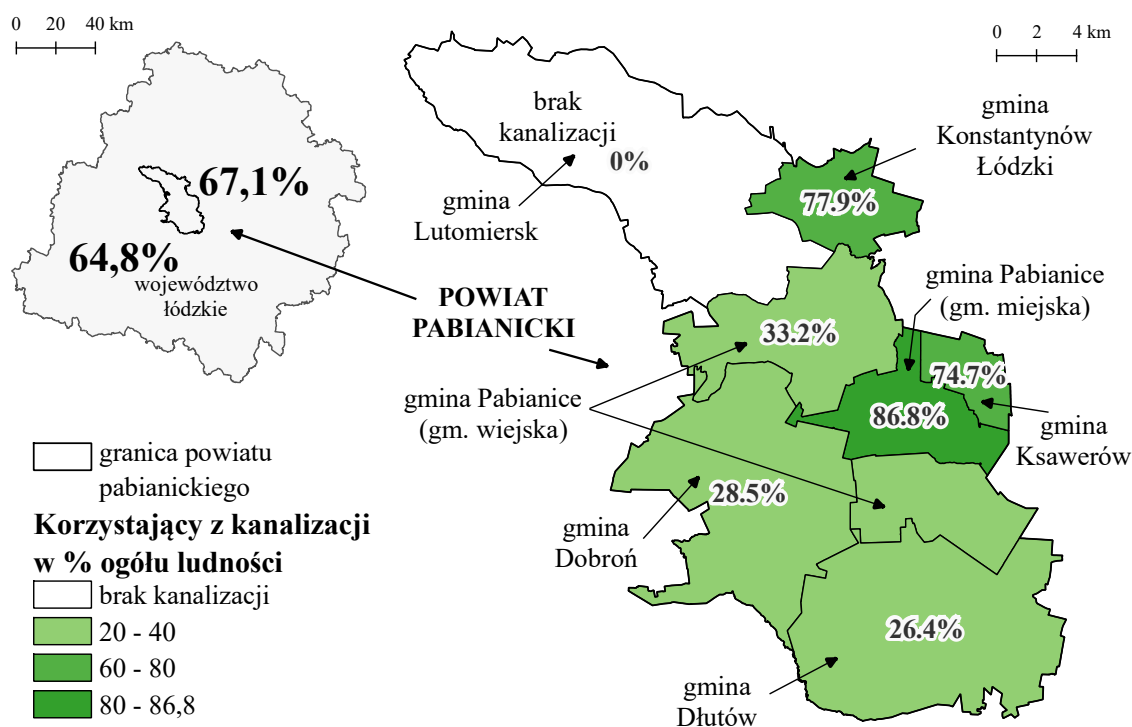 0 20 40 km
67,1%
64,8%
województwo
łódzkie
POWIAT
PABIANICKI
0 2 4 km
brak
kanalizacji
0%
gmina
Lutomiersk
gmina
Konstantynów
Łódzki
77.9%
gmina Pabianice
(gm. miejska)
33.2%
74.7%
86.8%
gmina Pabianice
(gm. wiejska)
gmina
Ksawerów
28.5%
gmina
Dobroń
26.4%
gmina
Dłutów
granica powiatu
pabianickiego
Korzystający z kanalizacji
w % ogółu ludności
brak kanalizacji
20 - 40
60 - 80
80 - 86,8